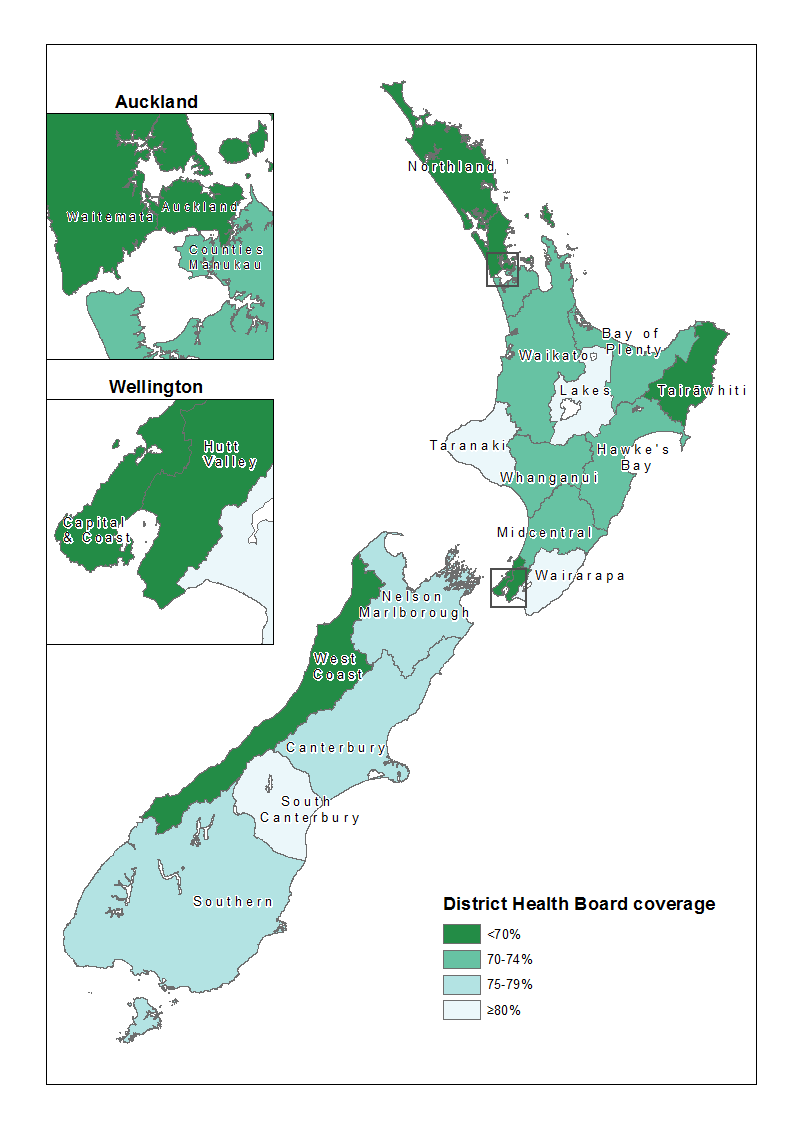 Auckland
Waitemata
Auckland
Counties
Manukau
Wellington
Hutt
Valley
Capital
& Coast
Northland
Waikato
Bay of
Plenty
Lakes
Tairāwhiti
Taranaki
Hawke's
Bay
Whanganui
Midcentral
Wairarapa
Nelson
Marlborough
West
Coast
Canterbury
South
Canterbury
Southern
District Health Board coverage
<70%
70-74%
75-79%
≥80%